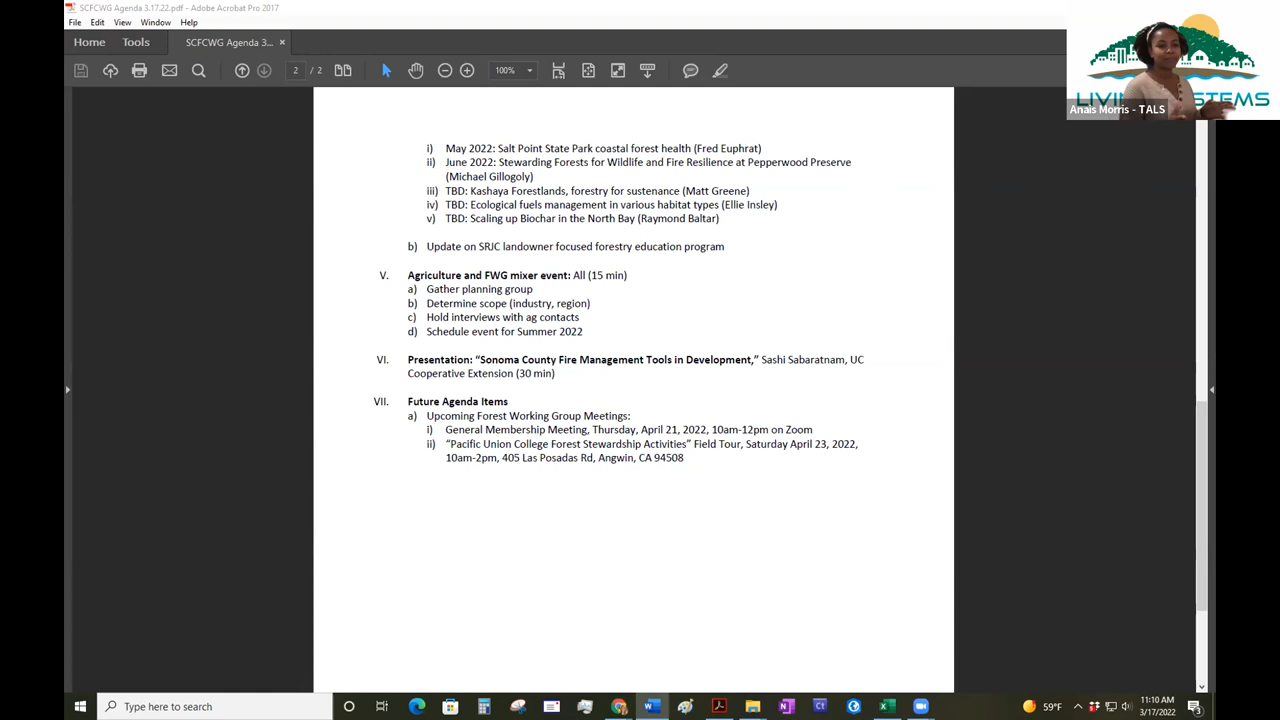 SCFCWG Agenda 3.17.22.pdf - Adobe Acrobat Pro 2017
File Edit View Window Help
Home Tools SCFCWG Agenda 3... ×
2 / 2 100%
i) May 2022: Salt Point State Park coastal forest health (Fred Euphrat)
ii) June 2022: Stewarding Forests for Wildlife and Fire Resilience at Pepperwood Preserve
(Michael Gillogoly)
iii) TBD: Kashaya Forestlands, forestry for sustenance (Matt Greene)
iv) TBD: Ecological fuels management in various habitat types (Ellie Insley)
v) TBD: Scaling up Biochar in the North Bay (Raymond Baltar)
b) Update on SRJC landowner focused forestry education program
V. Agriculture and FWG mixer event: All (15 min)
a) Gather planning group
b) Determine scope (industry, region)
c) Hold interviews with ag contacts
d) Schedule event for Summer 2022
VI. Presentation: “Sonoma County Fire Management Tools in Development,” Sashi Sabaratnam, UC
Cooperative Extension (30 min)
VII. Future Agenda Items
a) Upcoming Forest Working Group Meetings:
i) General Membership Meeting, Thursday, April 21, 2022, 10am-12pm on Zoom
ii) “Pacific Union College Forest Stewardship Activities” Field Tour, Saturday April 23, 2022,
10am-2pm, 405 Las Posadas Rd, Angwin, CA 94508
Anais Morris - TALS
Type here to search
59°F
11:10 AM
3/17/2022
3